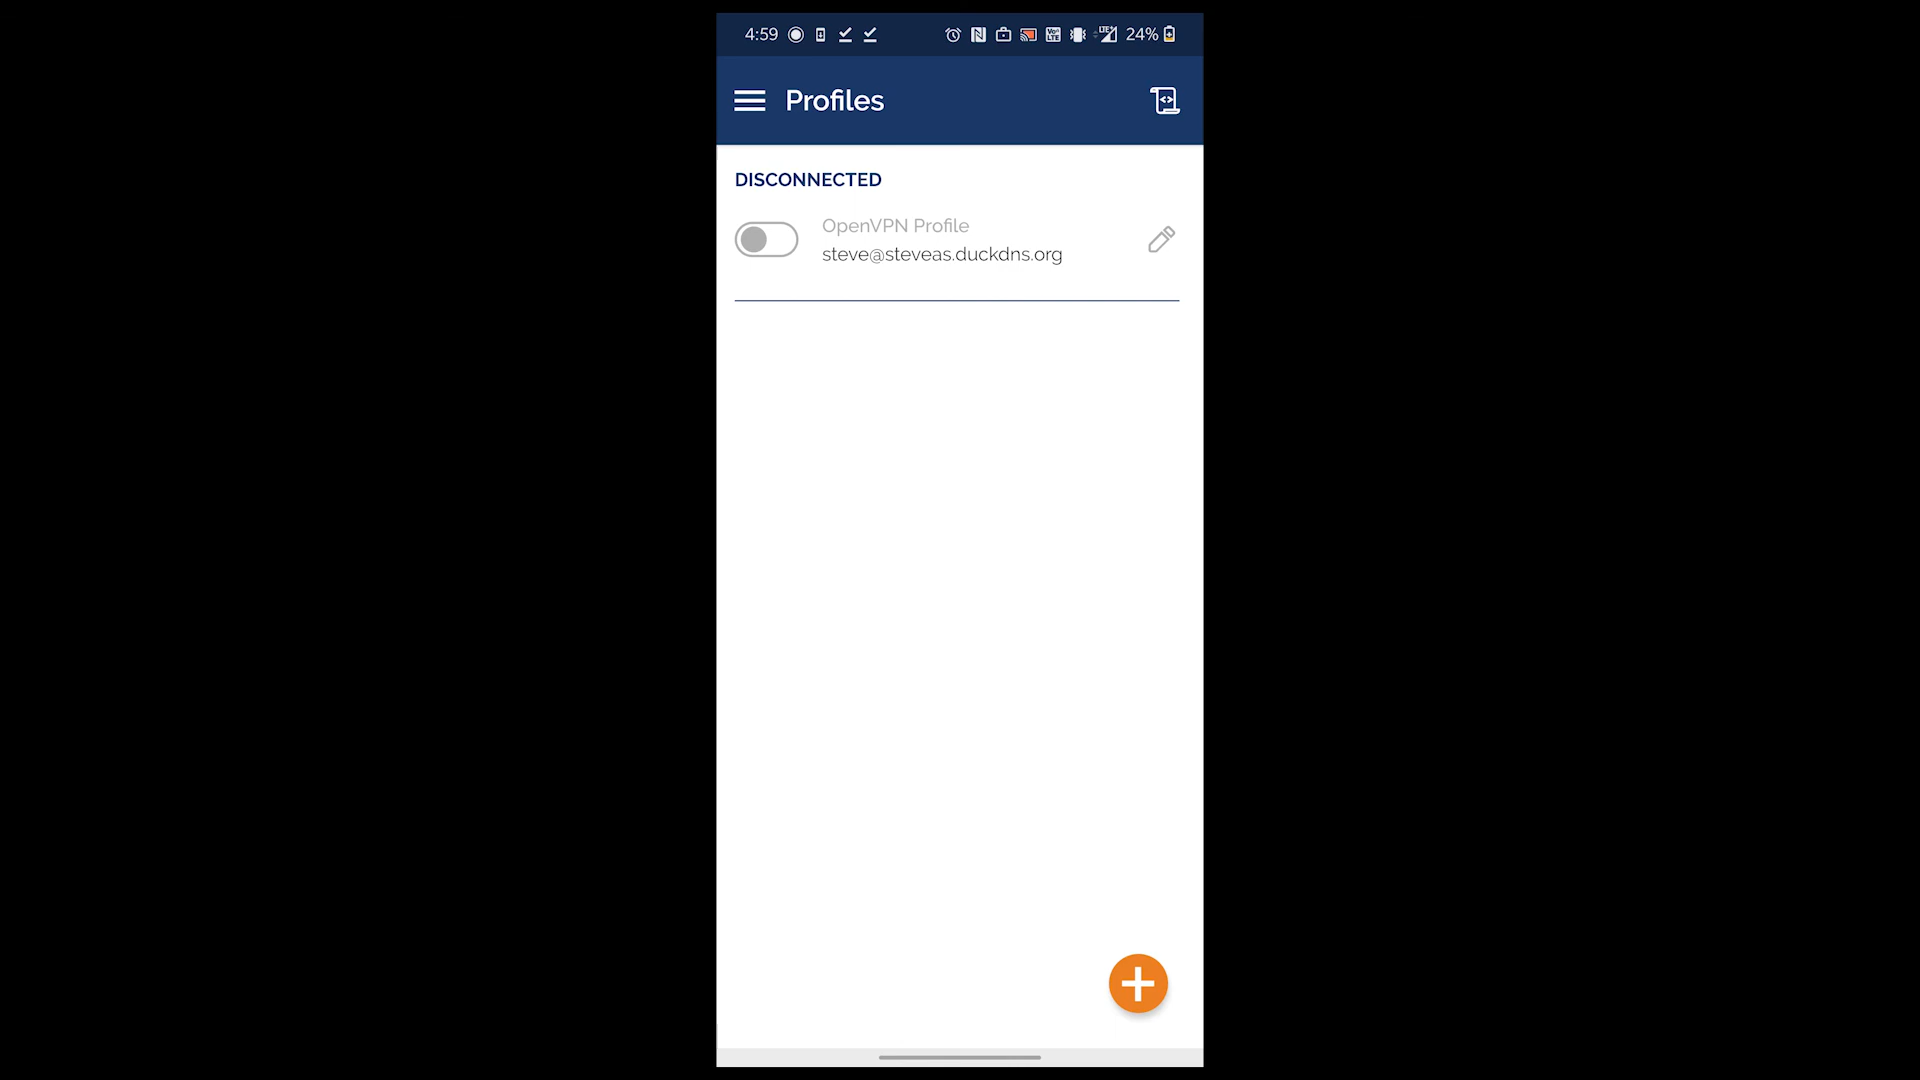 4:59 24%
Profiles
DISCONNECTED
OpenVPN Profile
steve@steveas.duckdns.org